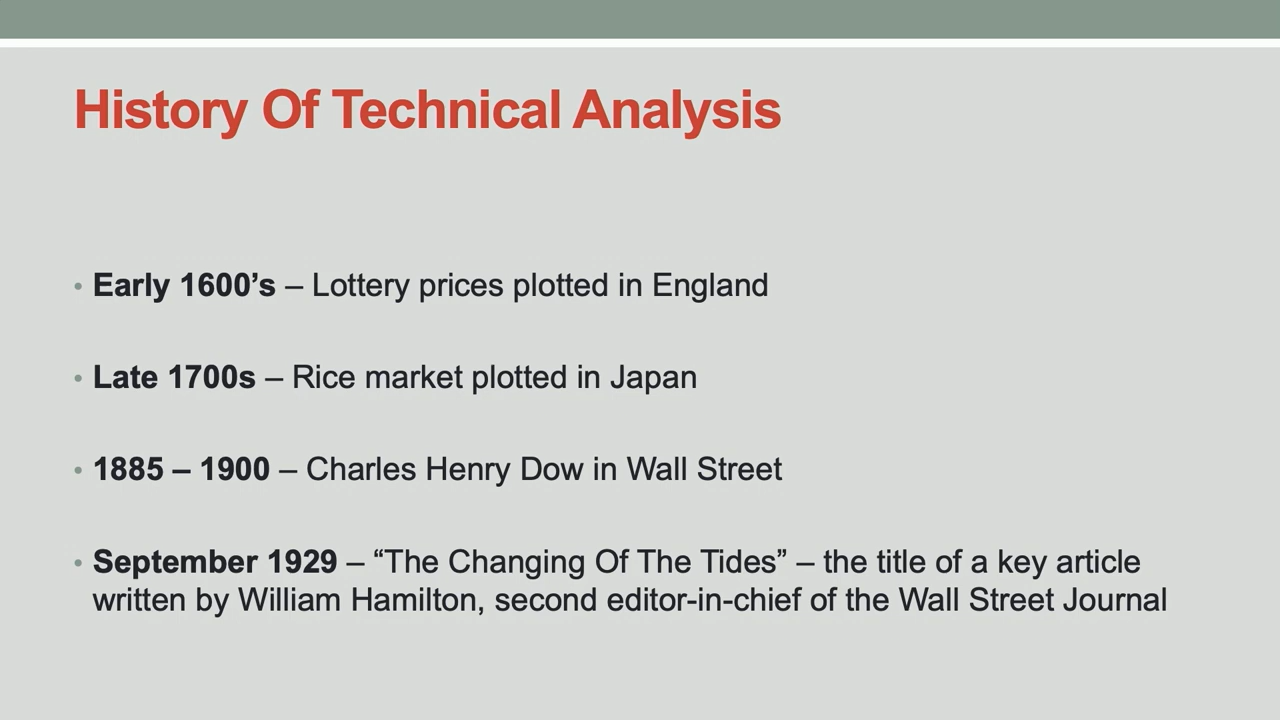 History Of Technical Analysis
• Early 1600’s – Lottery prices plotted in England
• Late 1700s – Rice market plotted in Japan
• 1885 – 1900 – Charles Henry Dow in Wall Street
• September 1929 – “The Changing Of The Tides” – the title of a key article
written by William Hamilton, second editor-in-chief of the Wall Street Journal